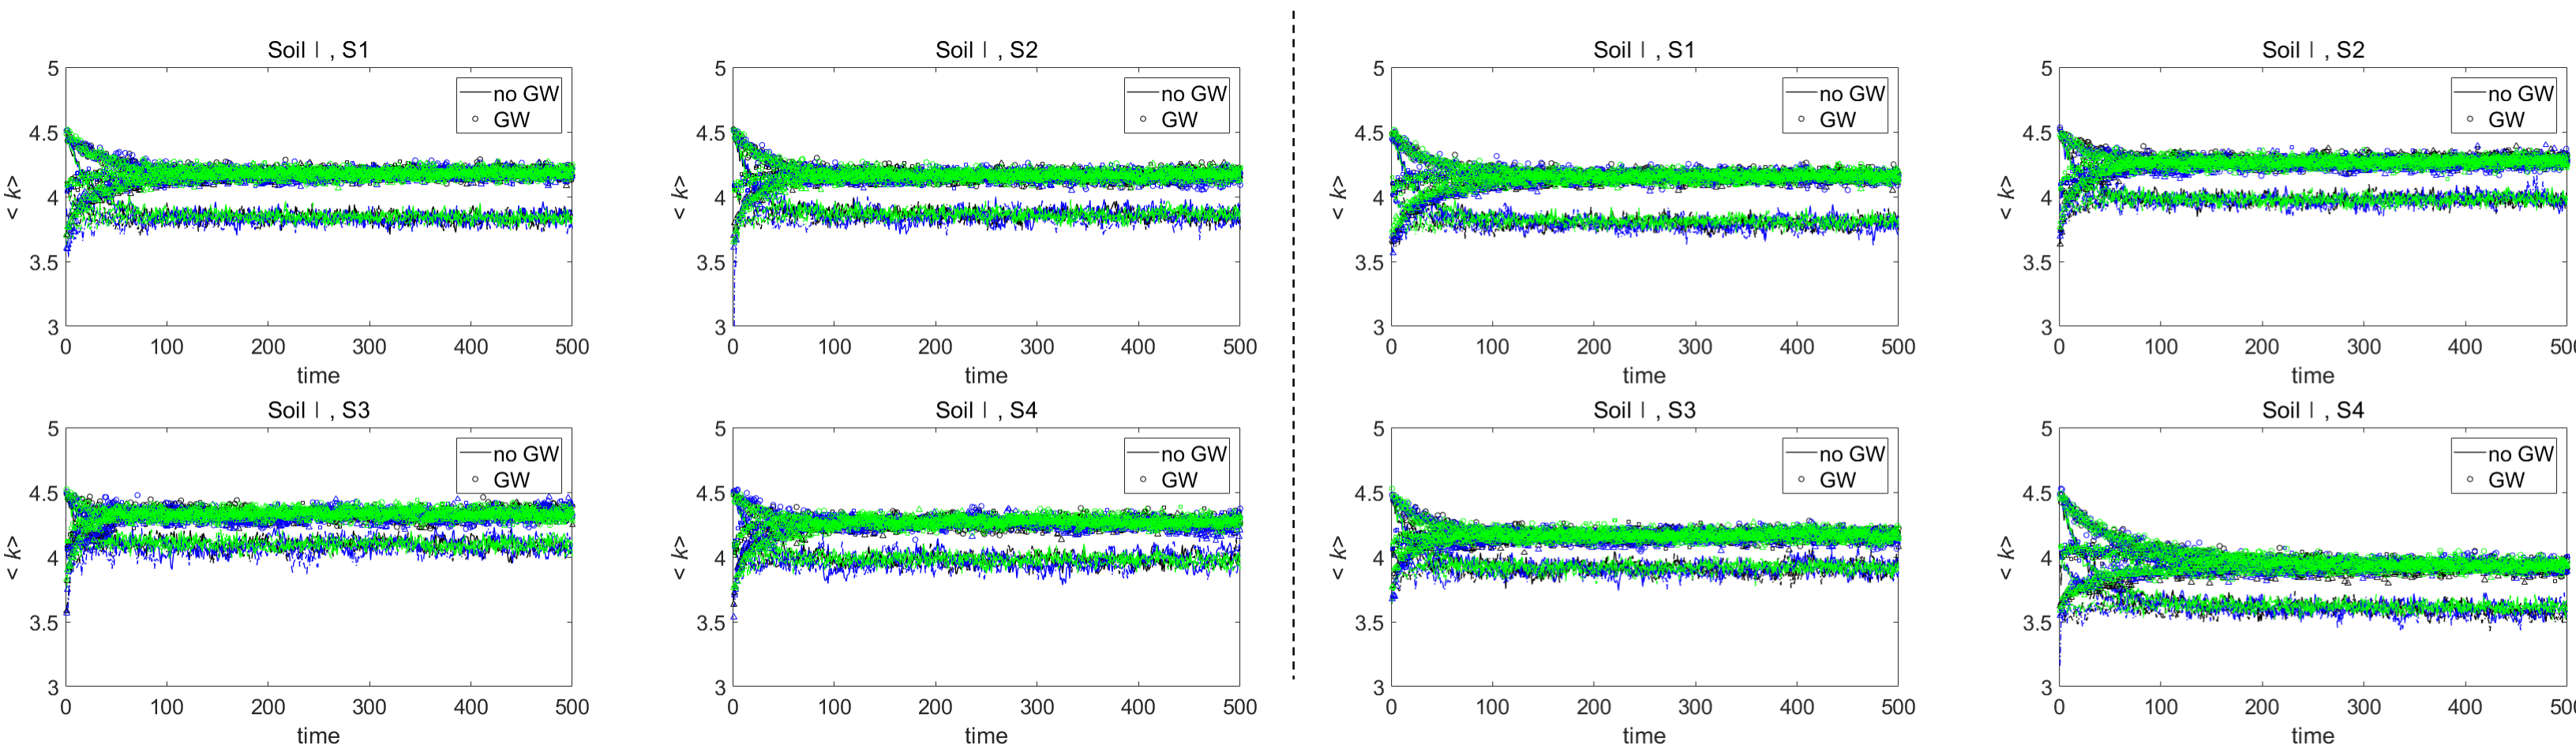 Soil I , S1
5
4.5
4
3.5
3
< k>
no GW
GW
0 100 200 300 400 500
time
Soil I , S2
5
4.5
4
3.5
3
< k>
no GW
GW
0 100 200 300 400 500
time
Soil I , S1
5
4.5
4
3.5
3
< k>
no GW
GW
0 100 200 300 400 500
time
Soil I , S2
5
4.5
4
3.5
3
< k>
no GW
GW
0 100 200 300 400
time
Soil I , S3
5
4.5
4
3.5
3
< k>
no GW
GW
0 100 200 300 400 500
time
Soil I , S4
5
4.5
4
3.5
3
< k>
no GW
GW
0 100 200 300 400 500
time
Soil I , S3
5
4.5
4
3.5
3
< k>
no GW
GW
0 100 200 300 400 500
time
Soil I , S4
5
4.5
4
3.5
3
< k>
no GW
GW
0 100 200 300 400
time